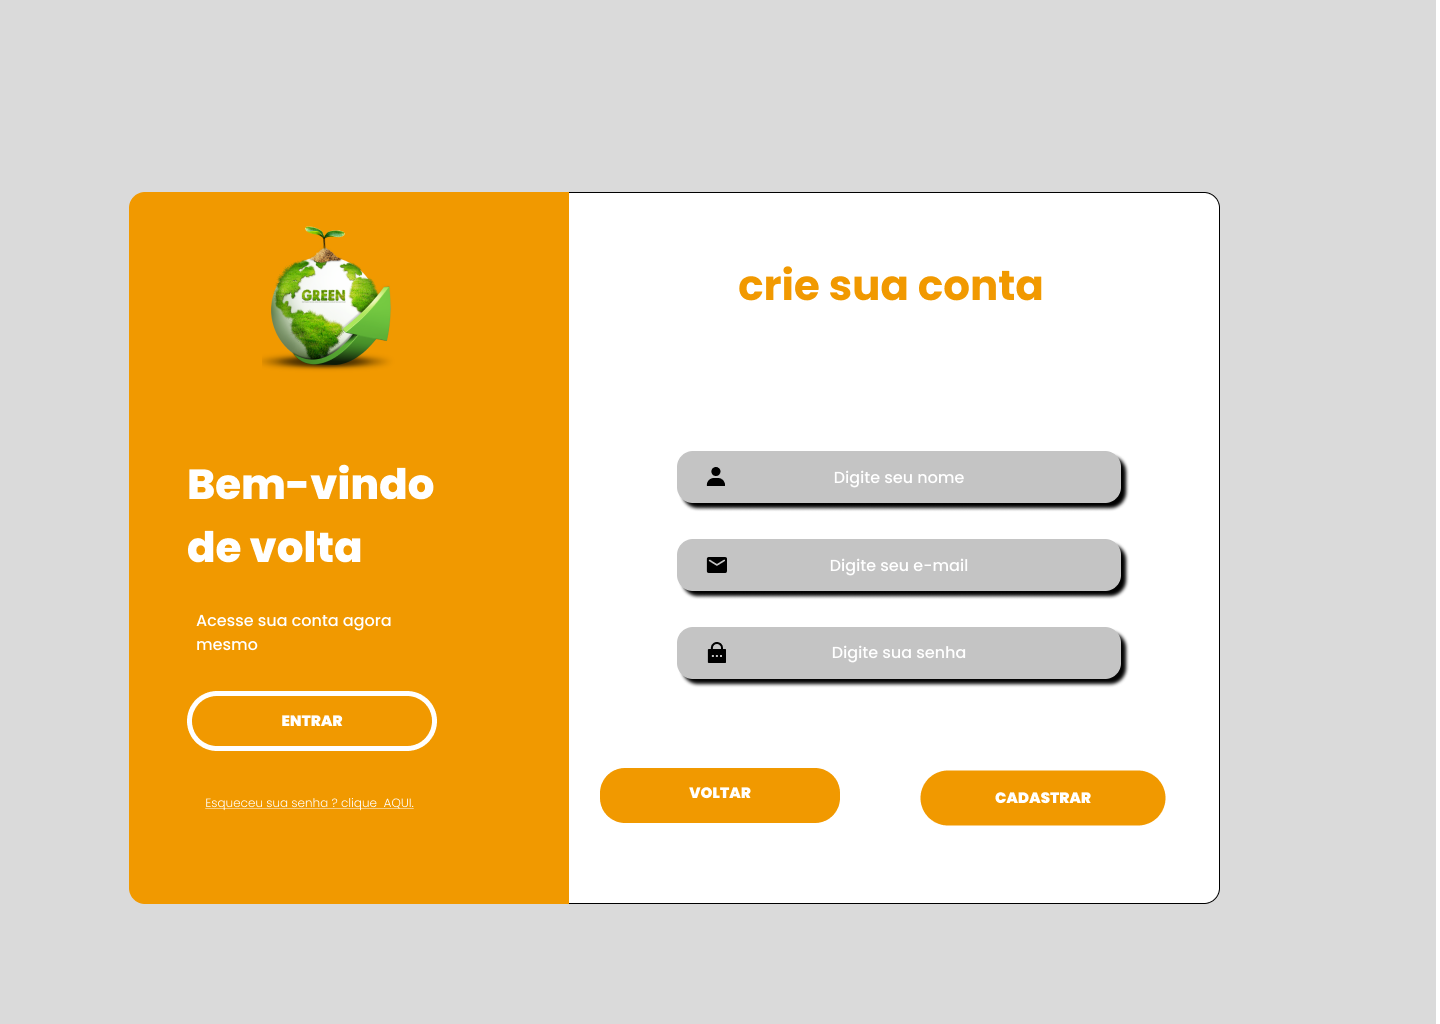 GREEN
Bem-vindo
de volta
Acesse sua conta agora
mesmo
ENTRAR
Esqueceu sua senha ? clique  AQUI.
crie sua conta
Digite seu nome
Digite seu e-mail
Digite sua senha
VOLTAR
CADASTRAR